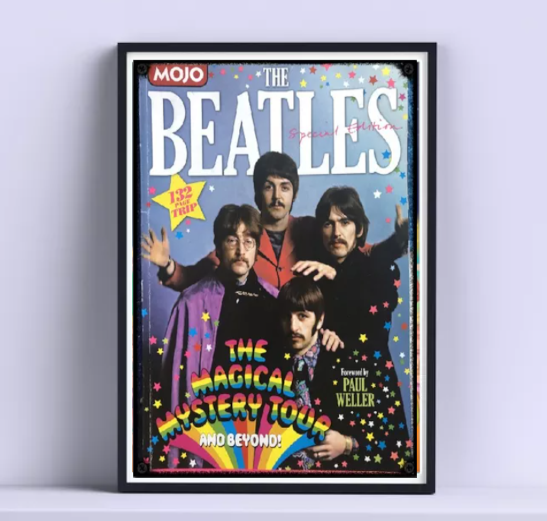 MOJO
THE
BEATLES
Special Edition
132
PAGE
TRIP
THE
MAGICAL
MYSTERY TOUR
AND BEYOND!
Foreword by
PAUL
WELLER